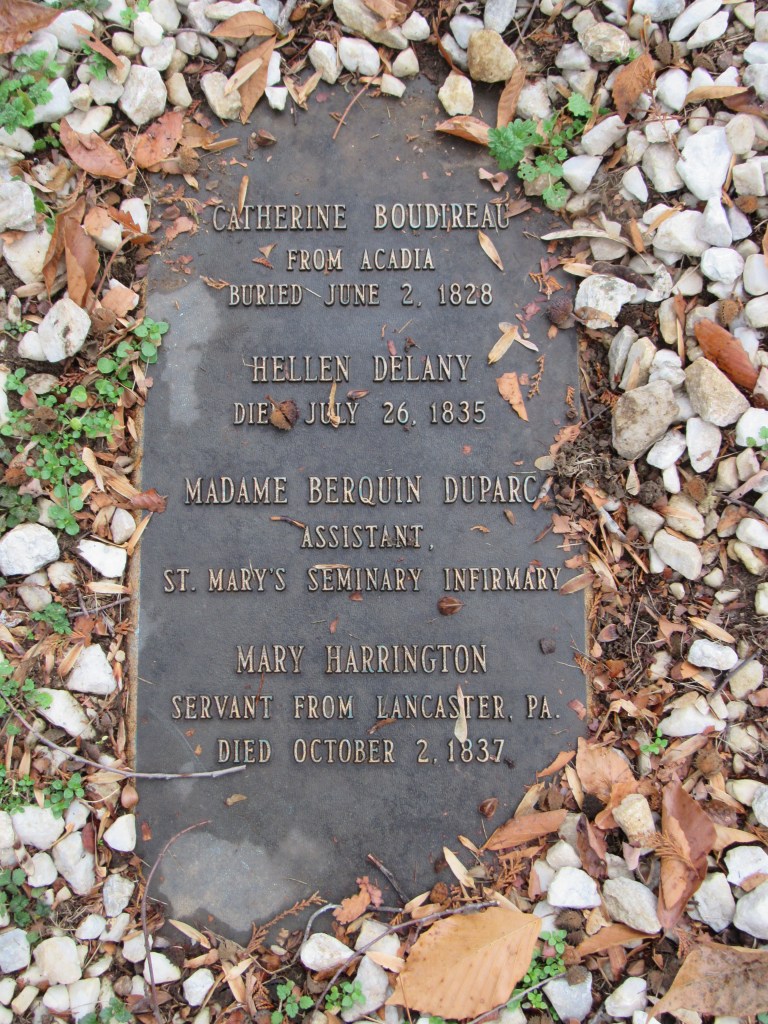 CATHERINE BOUDIREAU
FROM ACADIA
BURIED JUNE 2, 1828
HELLEN DELANY
DIED JULY 26, 1835
MADAME BERQUIN DUPARC,
ASSISTANT,
ST. MARY'S SEMINARY INFIRMARY
MARY HARRINGTON
SERVANT FROM LANCASTER, PA.
DIED OCTOBER 2, 1837